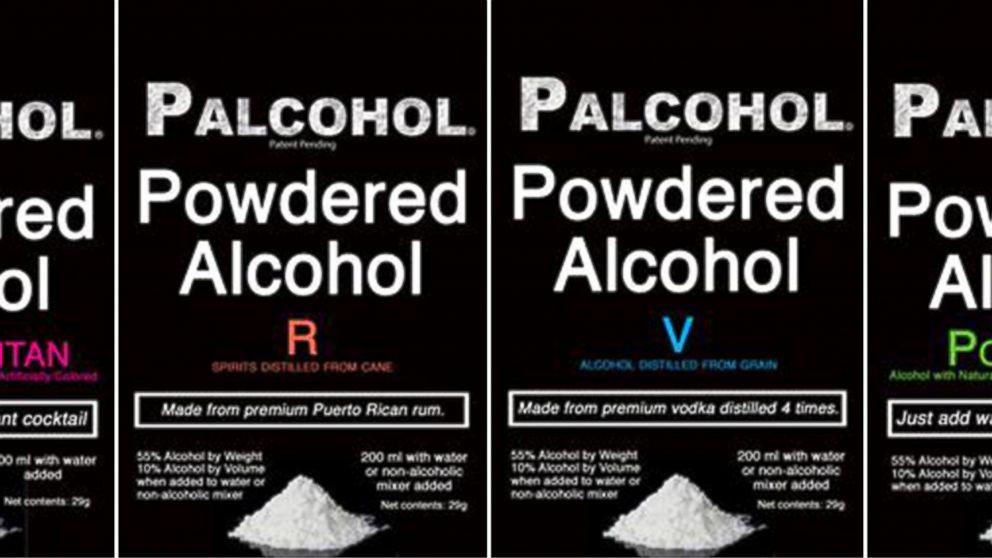 HOL®
red
ol
ITAN
Artificially Colored
nt cocktail
00 ml with water
added
Net contents: 29g
PALCOHOL®
Patent Pending
Powdered
Alcohol
R
SPIRITS DISTILLED FROM CANE
Made from premium Puerto Rican rum.
55% Alcohol by Weight
10% Alcohol by Volume
when added to water or
non-alcoholic mixer
200 ml with water
or non-alcoholic
mixer added
Net contents: 29g
PALCOHOL®
Patent Pending
Powdered
Alcohol
V
ALCOHOL DISTILLED FROM GRAIN
Made from premium vodka distilled 4 times.
55% Alcohol by Weight
10% Alcohol by Volume
when added to water or
non-alcoholic mixer
200 ml with water
or non-alcoholic
mixer added
Net contents: 29g
PAL
Pow
Al
Po
Alcohol with Natura
Just add wa
55% Alcohol by We
10% Alcohol by Vo
when added to wat